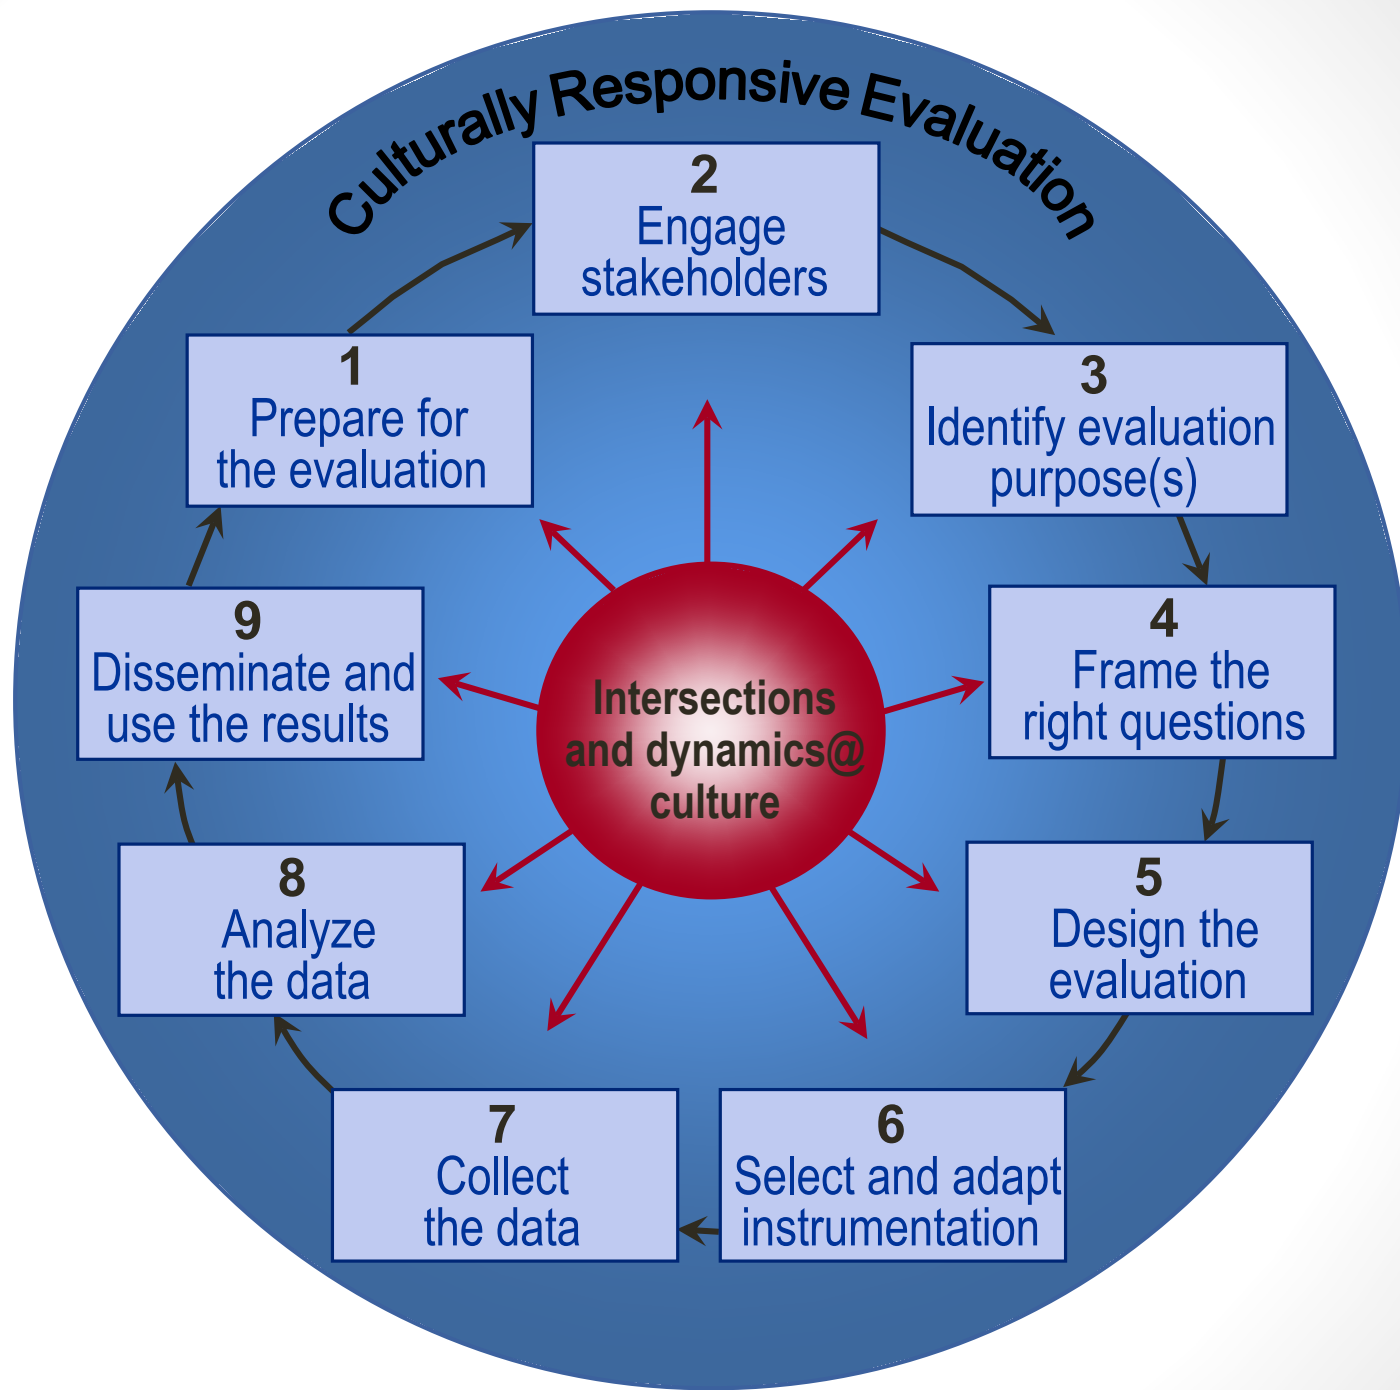 Culturally Responsive Evaluation
1
Prepare for
the evaluation
2
Engage
stakeholders
3
Identify evaluation
purpose(s)
4
Frame the
right questions
5
Design the
evaluation
6
Select and adapt
instrumentation
7
Collect
the data
8
Analyze
the data
9
Disseminate and
use the results
Intersections
and dynamics@
culture